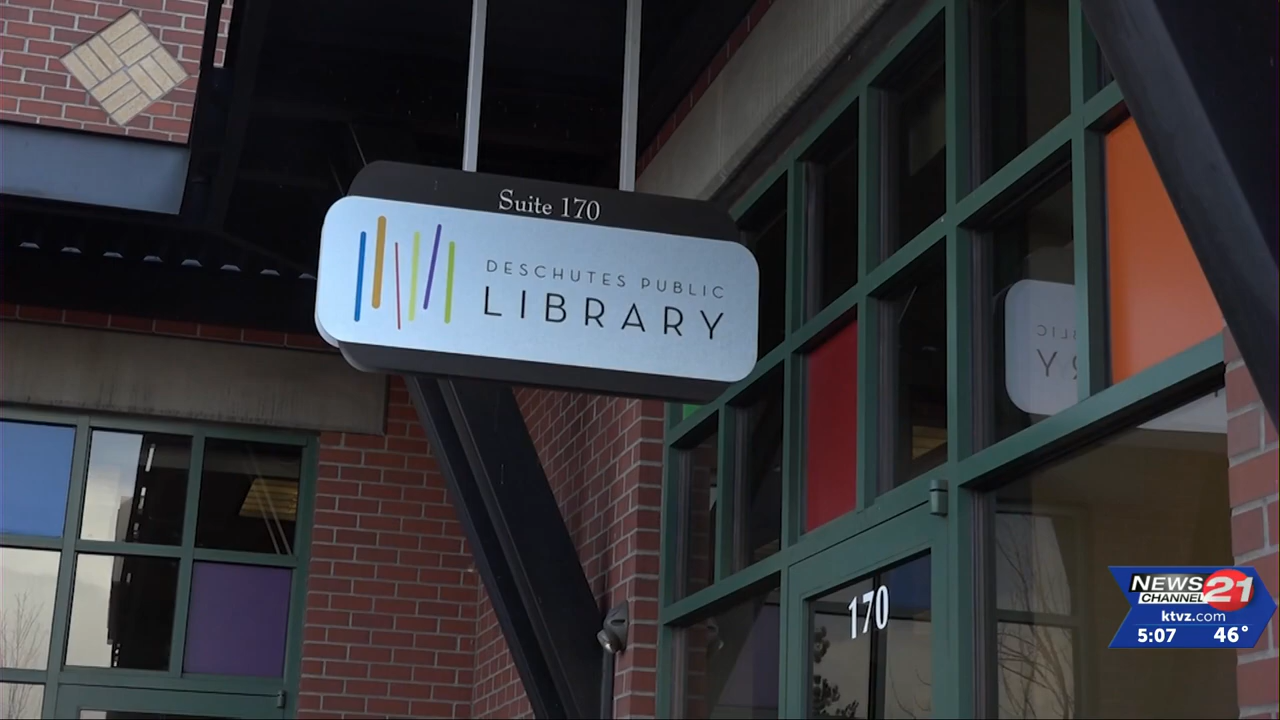 Suite 170
DESCHUTES PUBLIC
LIBRARY
170
NEWS
CHANNEL 21
ktvz.com
5:07 46°